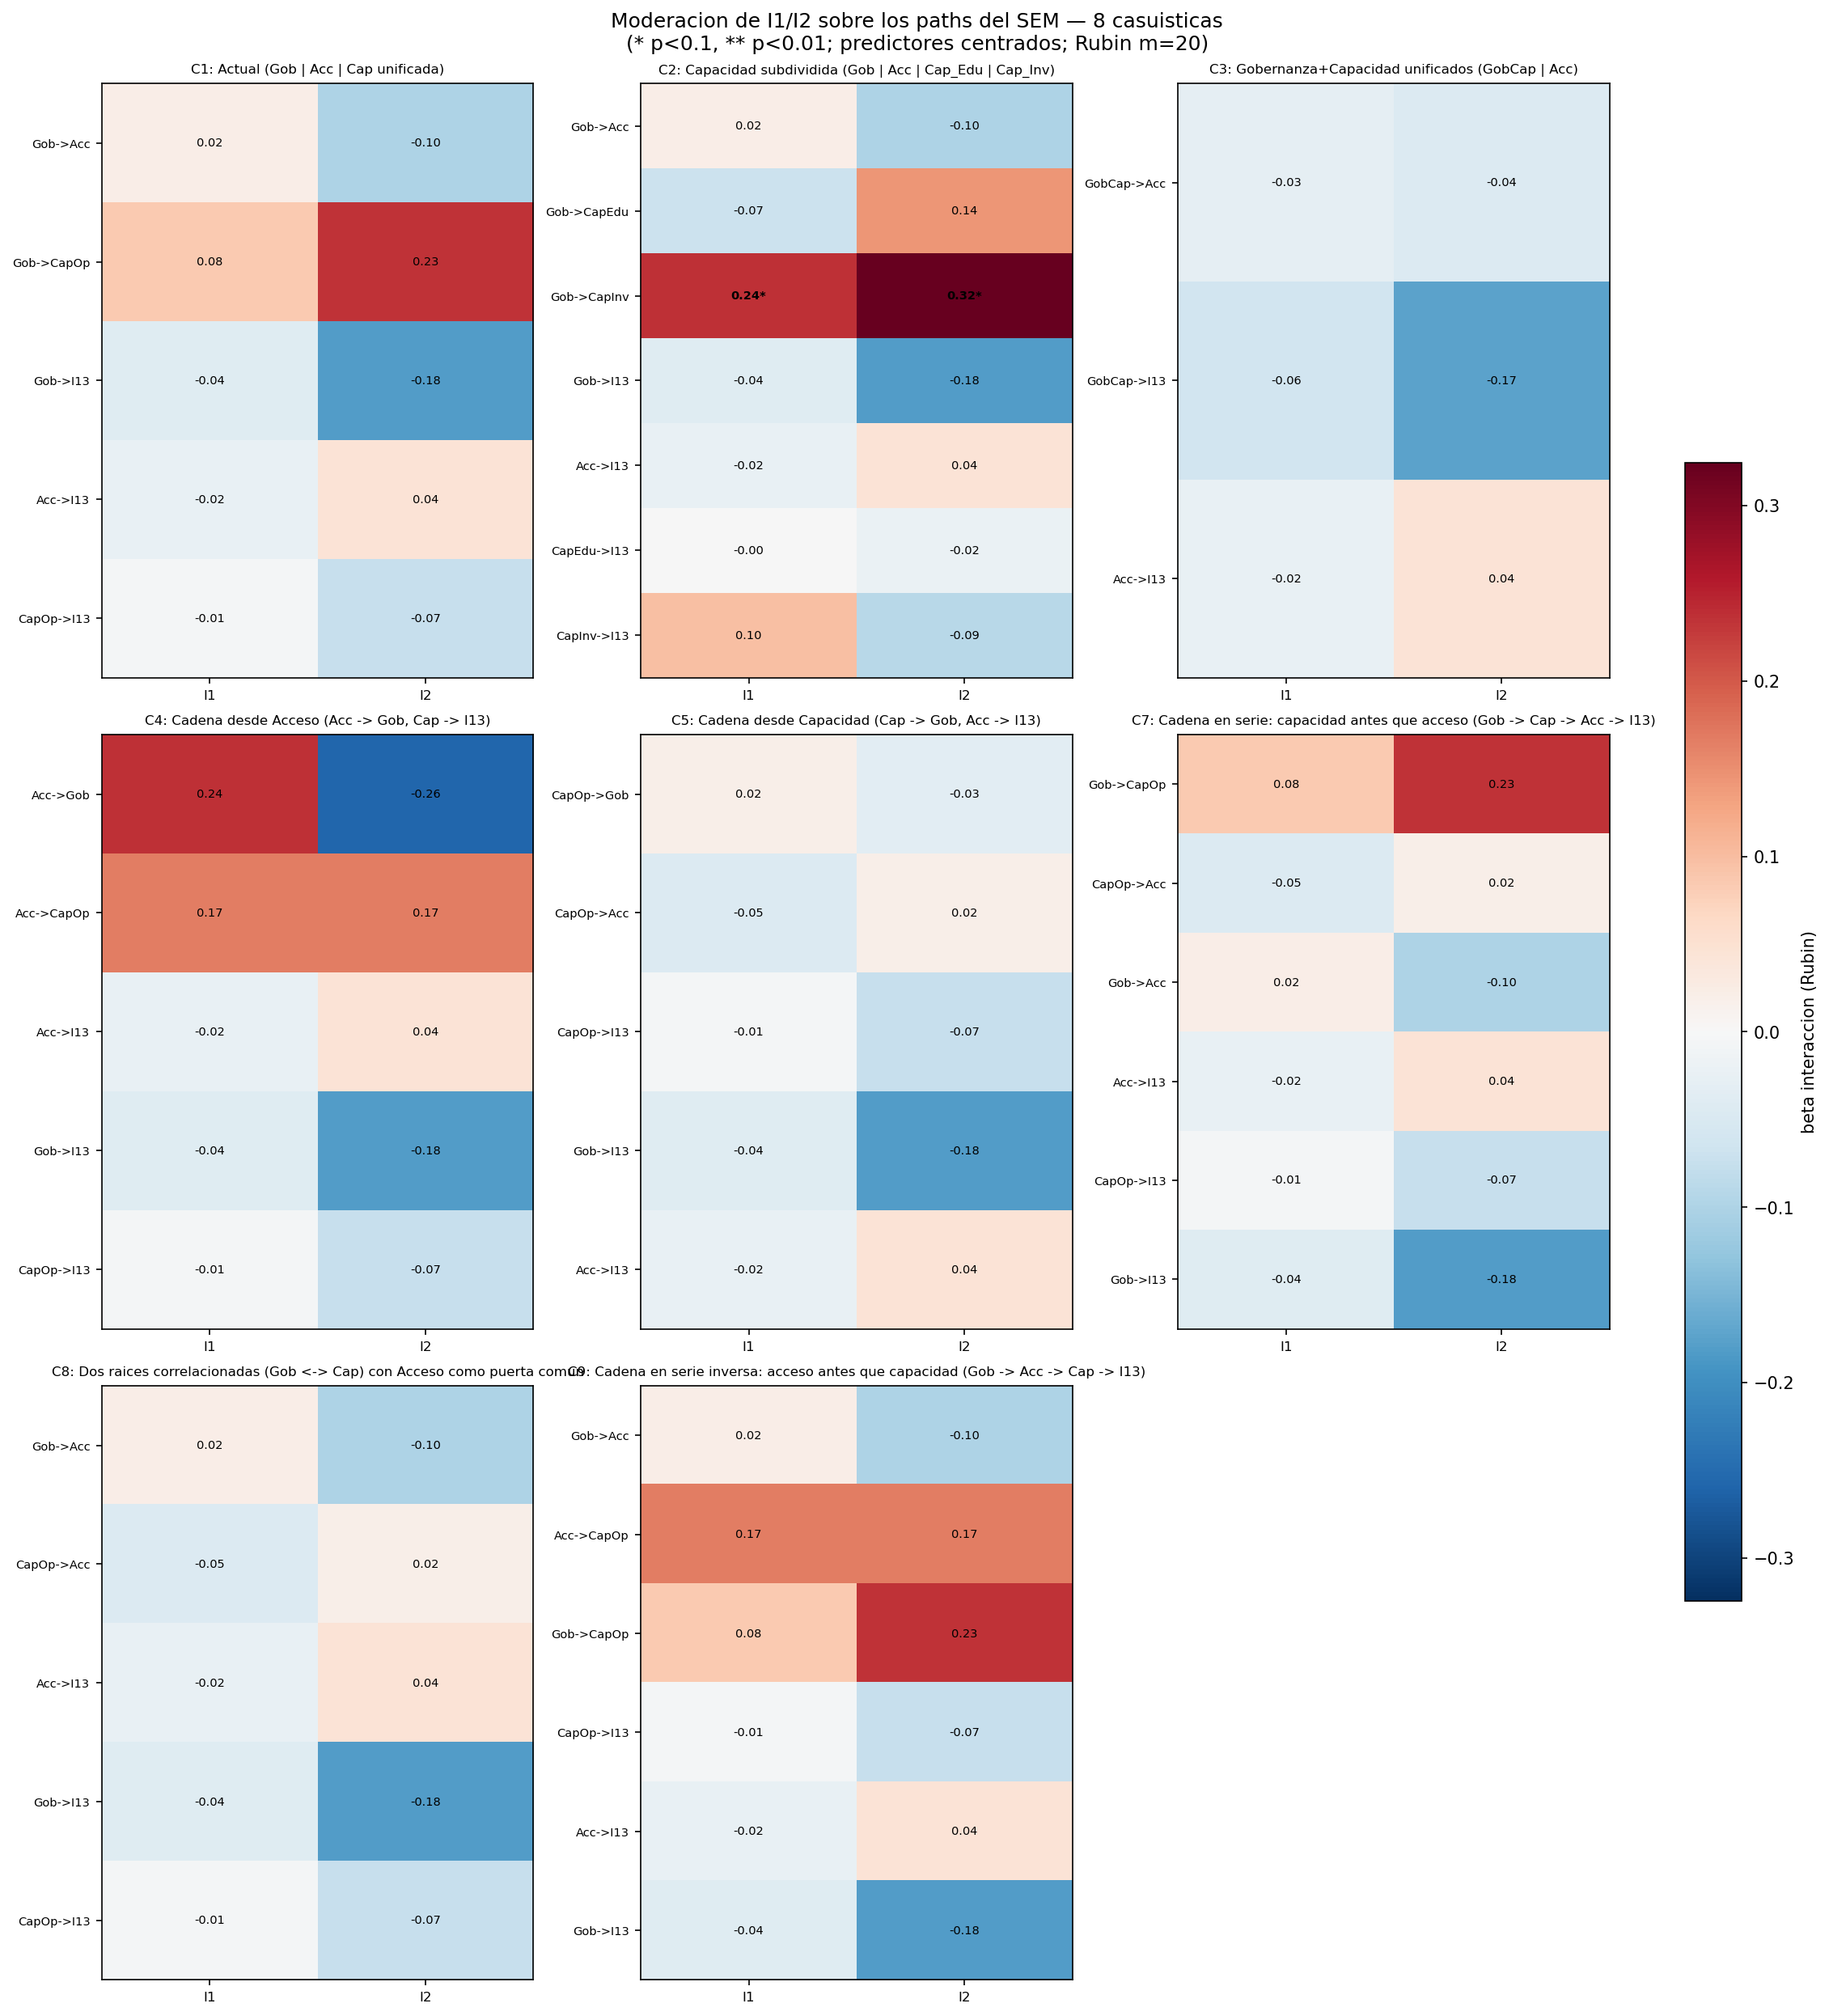 Moderacion de I1/I2 sobre los paths del SEM — 8 casuisticas
(* p<0.1, ** p<0.01; predictores centrados; Rubin m=20)
C1: Actual (Gob | Acc | Cap unificada)
Gob->Acc 0.02 -0.10
Gob->CapOp 0.08 0.23
Gob->I13 -0.04 -0.18
Acc->I13 -0.02 0.04
CapOp->I13 -0.01 -0.07
I1 I2
C2: Capacidad subdividida (Gob | Acc | Cap_Edu | Cap_Inv)
Gob->Acc 0.02 -0.10
Gob->CapEdu -0.07 0.14
Gob->CapInv 0.24* 0.32*
Gob->I13 -0.04 -0.18
Acc->I13 -0.02 0.04
CapEdu->I13 -0.00 -0.02
CapInv->I13 0.10 -0.09
I1 I2
C3: Gobernanza+Capacidad unificados (GobCap | Acc)
GobCap->Acc -0.03 -0.04
GobCap->I13 -0.06 -0.17
Acc->I13 -0.02 0.04
I1 I2
C4: Cadena desde Acceso (Acc -> Gob, Cap -> I13)
Acc->Gob 0.24 -0.26
Acc->CapOp 0.17 0.17
Acc->I13 -0.02 0.04
Gob->I13 -0.04 -0.18
CapOp->I13 -0.01 -0.07
I1 I2
C5: Cadena desde Capacidad (Cap -> Gob, Acc -> I13)
CapOp->Gob 0.02 -0.03
CapOp->Acc -0.05 0.02
CapOp->I13 -0.01 -0.07
Gob->I13 -0.04 -0.18
Acc->I13 -0.02 0.04
I1 I2
C7: Cadena en serie: capacidad antes que acceso (Gob -> Cap -> Acc -> I13)
Gob->CapOp 0.08 0.23
CapOp->Acc -0.05 0.02
Gob->Acc 0.02 -0.10
Acc->I13 -0.02 0.04
CapOp->I13 -0.01 -0.07
Gob->I13 -0.04 -0.18
I1 I2
C8: Dos raices correlacionadas (Gob <-> Cap) con Acceso como puerta comun
Gob->Acc 0.02 -0.10
CapOp->Acc -0.05 0.02
Acc->I13 -0.02 0.04
Gob->I13 -0.04 -0.18
CapOp->I13 -0.01 -0.07
I1 I2
C9: Cadena en serie inversa: acceso antes que capacidad (Gob -> Acc -> Cap -> I13)
Gob->Acc 0.02 -0.10
Acc->CapOp 0.17 0.17
Gob->CapOp 0.08 0.23
CapOp->I13 -0.01 -0.07
Acc->I13 -0.02 0.04
Gob->I13 -0.04 -0.18
I1 I2
0.3
0.2
0.1
0.0
−0.1
−0.2
−0.3
beta interaccion (Rubin)